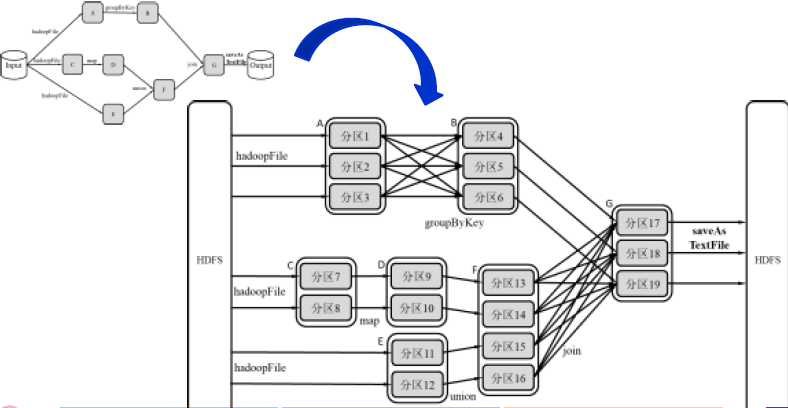 groupByKey
A
B
hadoopFile
Input
hadoopFile
C
map
D
join
G
saveAs
TextFile
Output
hadoopFile
union
F
E
HDFS
hadoopFile
A
分区1
分区2
分区3
B
分区4
分区5
分区6
groupByKey
G
分区17
分区18
分区19
saveAs
TextFile
HDFS
hadoopFile
C
分区7
分区8
map
D
分区9
分区10
F
分区13
分区14
分区15
分区16
join
hadoopFile
E
分区11
分区12
union